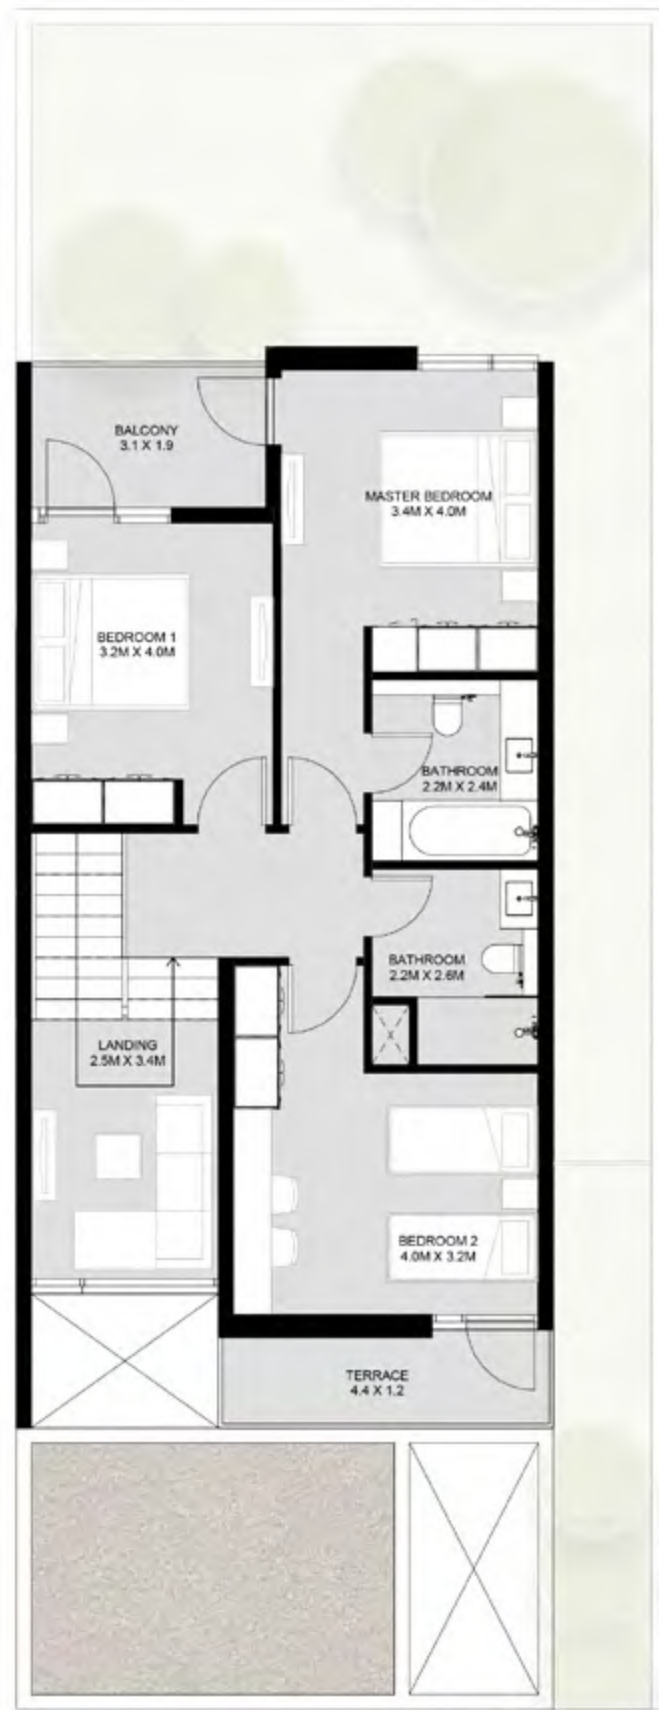 BALCONY
3.1 X 1.9
MASTER BEDROOM
3.4M X 4.0M
BEDROOM 1
3.2M X 4.0M
BATHROOM
2.2M X 2.4M
BATHROOM
2.2M X 2.6M
LANDING
2.5M X 3.4M
BEDROOM 2
4.0M X 3.2M
TERRACE
4.4 X 1.2